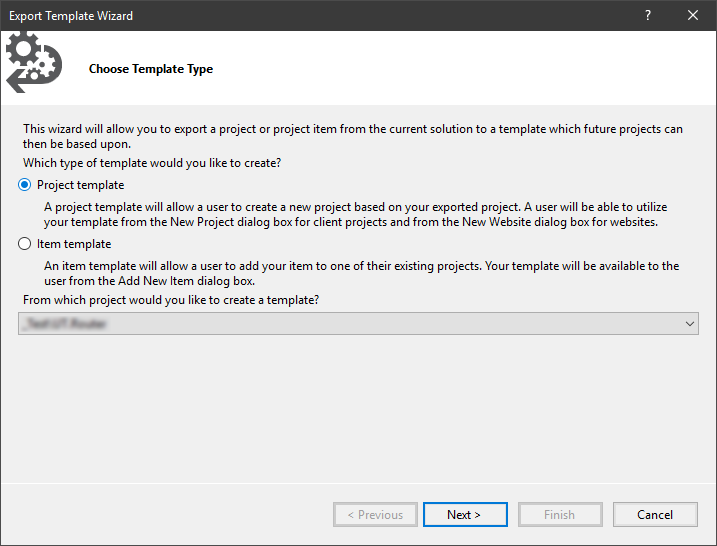 Export Template Wizard
?
Choose Template Type
This wizard will allow you to export a project or project item from the current solution to a template which future projects can
then be based upon.
Which type of template would you like to create?
Project template
A project template will allow a user to create a new project based on your exported project. A user will be able to utilize
your template from the New Project dialog box for client projects and from the New Website dialog box for websites.
Item template
An item template will allow a user to add your item to one of their existing projects. Your template will be available to the
user from the Add New Item dialog box.
From which project would you like to create a template?
< Previous
Next >
Finish
Cancel